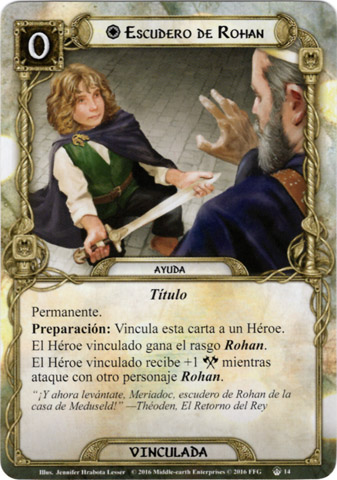 0
Escudero de Rohan
Ayuda
Título
Permanente.
Preparación: Vincula esta carta a un Héroe.
El Héroe vinculado gana el rasgo Rohan.
El Héroe vinculado recibe +1 mientras
ataque con otro personaje Rohan.
“¡Y ahora levántate, Meriadoc, escudero de Rohan de la
casa de Meduseld!” —Théoden, El Retorno del Rey
Vinculada
Illus. Jennifer Hrabota Lesser © 2016 Middle-earth Enterprises © 2016 FFG 14